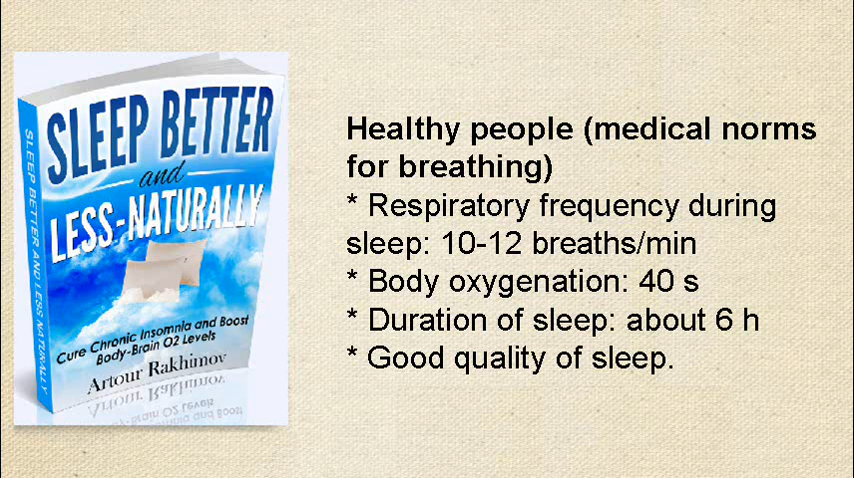 SLEEP BETTER
and
LESS-NATURALLY
Cure Chronic Insomnia and Boost
Body-Brain O2 Levels
Artour Rakhimov
SLEEP BETTER AND LESS NATURALLY
Healthy people (medical norms
for breathing)
* Respiratory frequency during
sleep: 10-12 breaths/min
* Body oxygenation: 40 s
* Duration of sleep: about 6 h
* Good quality of sleep.